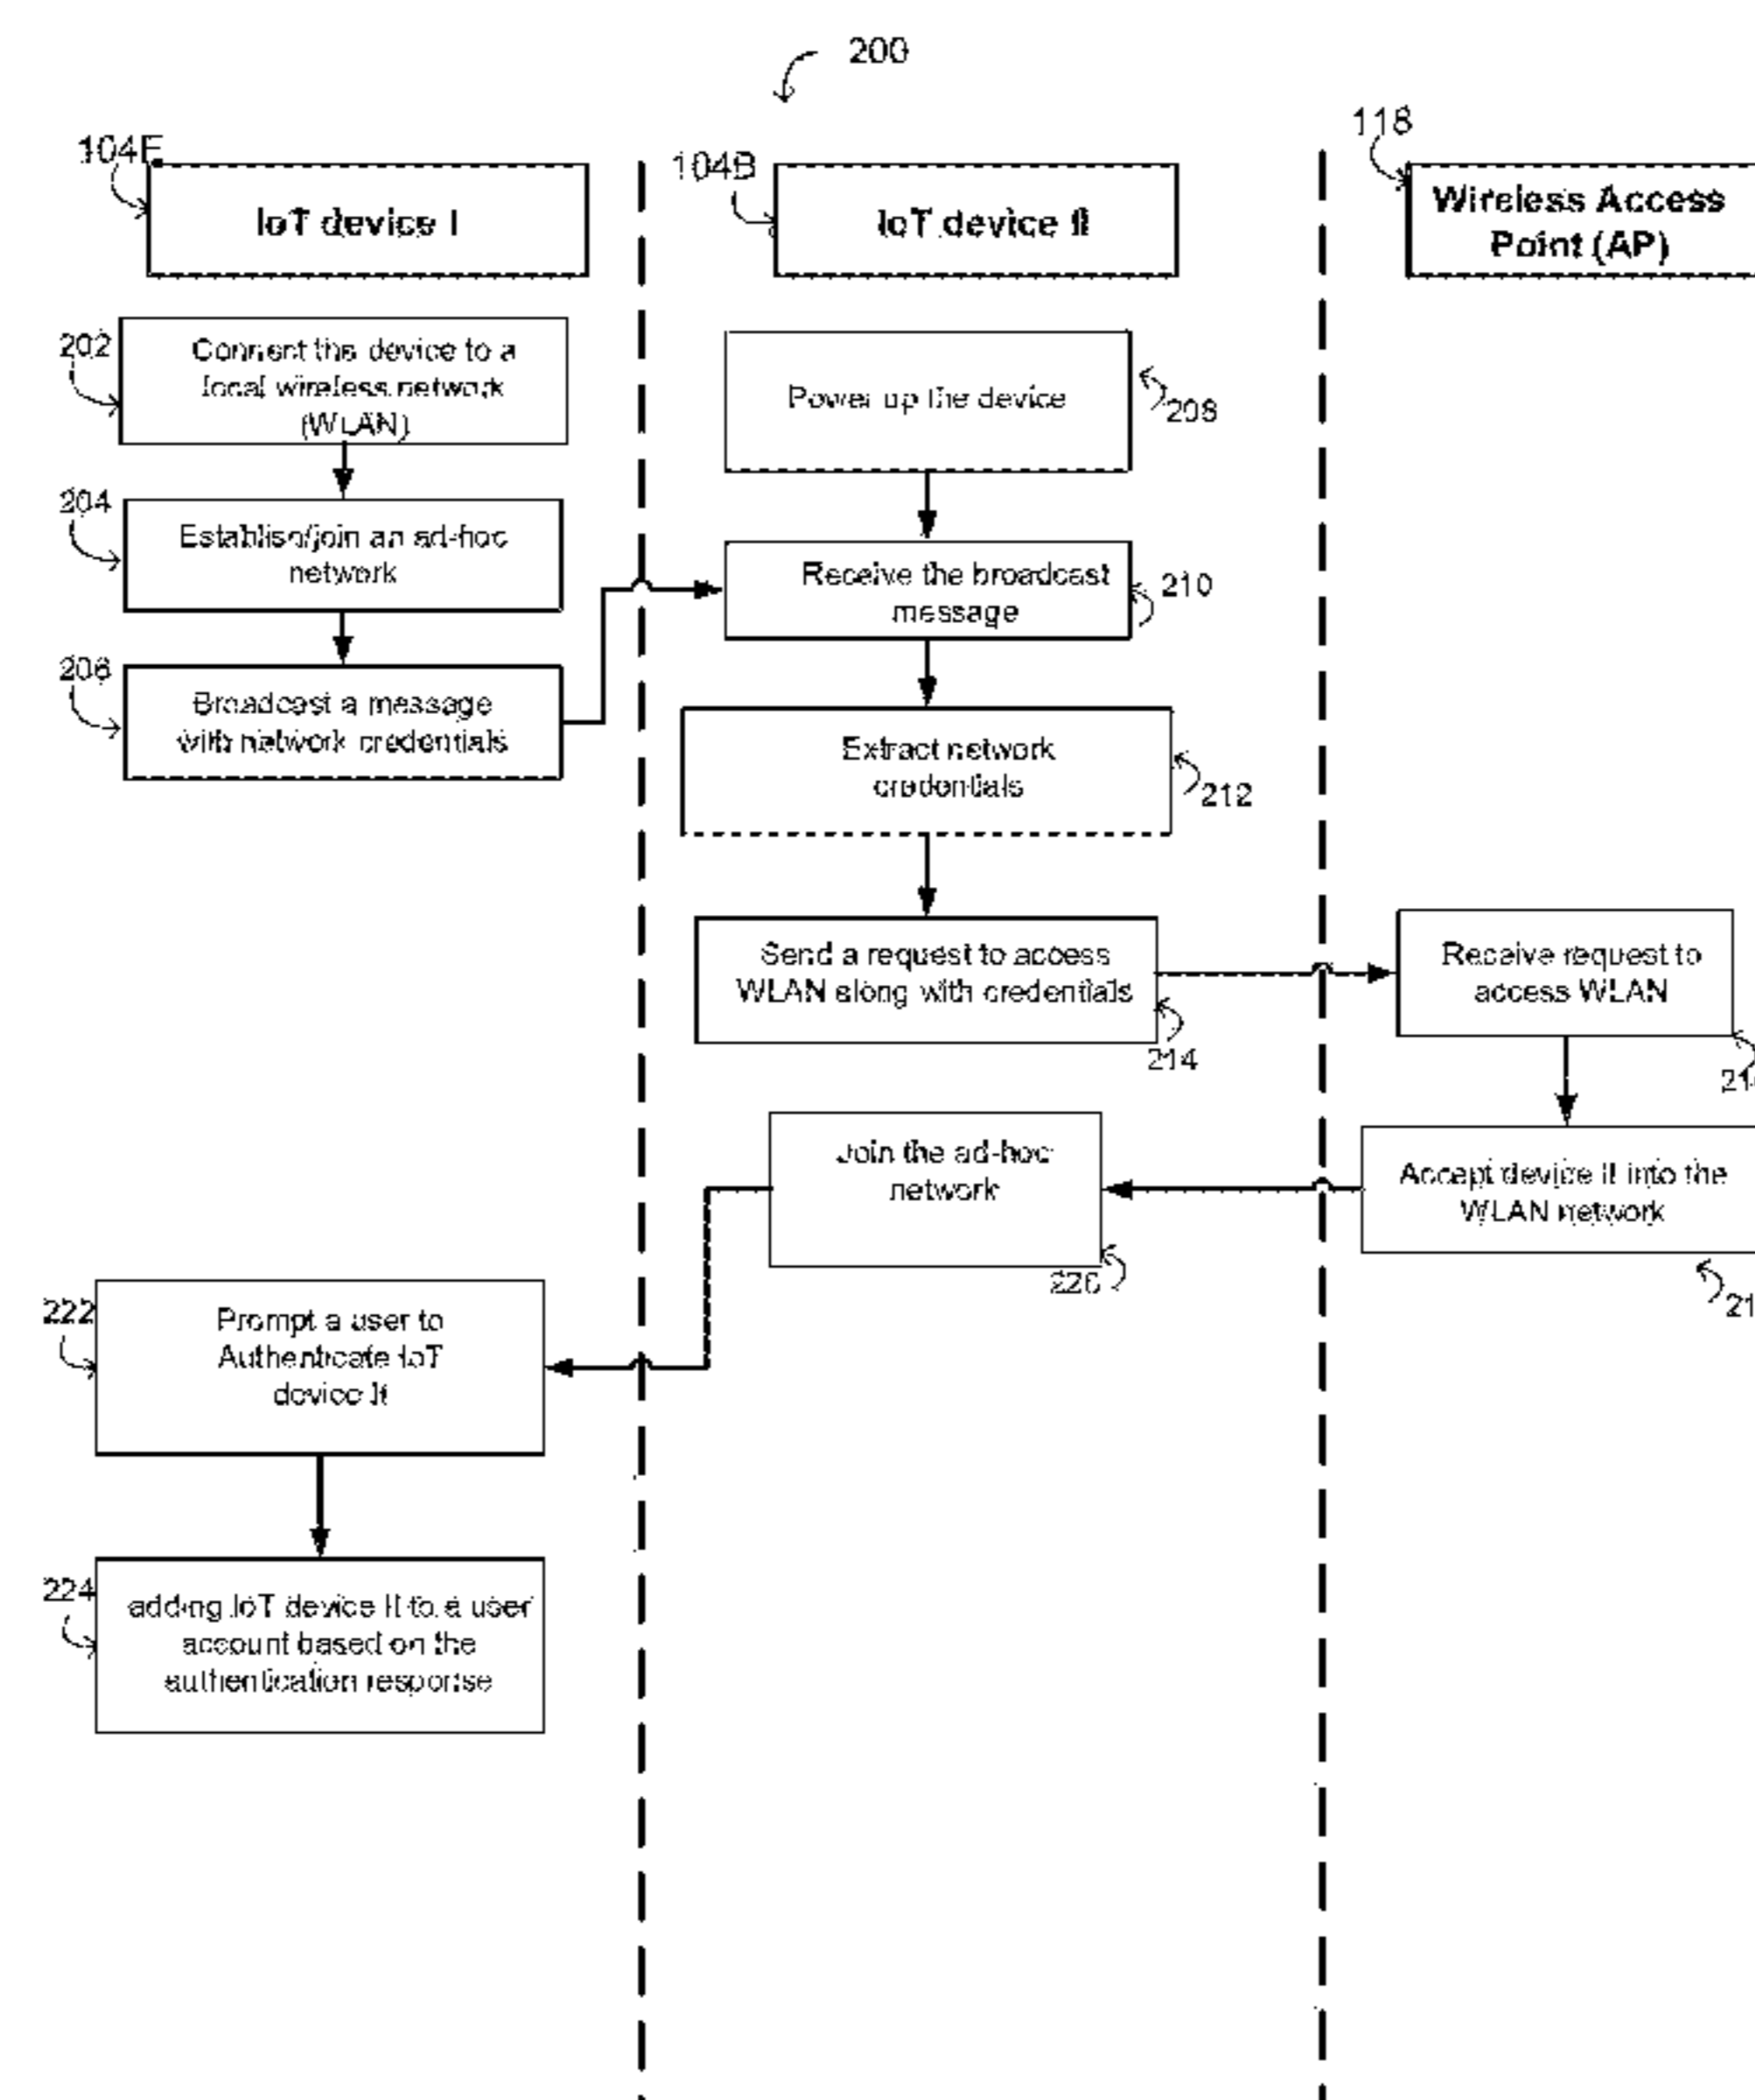 200
104E
IoT device I
104B
IoT device II
118
Wireless Access
Point (AP)
202
Connect the device to a
local wireless network
(WLAN)
204
Establish/join an ad-hoc
network
206
Broadcast a message
with network credentials
Power up the device
208
Receive the broadcast
message
210
Extract network
credentials
212
Send a request to access
WLAN along with credentials
214
Receive request to
access WLAN
Accept device II into the
WLAN network
Join the ad-hoc
network
222
Prompt a user to
Authenticate IoT
device II
224
adding IoT device II to a user
account based on the
authentication response